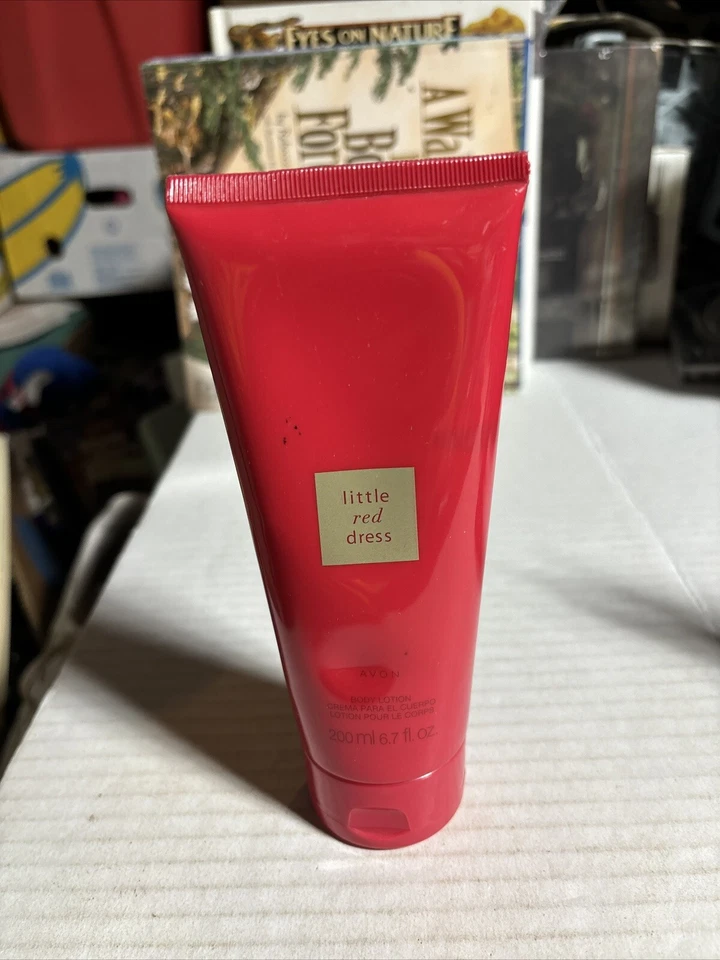 EYES ON NATURE
A Wa
Bo
For
little
red
dress
AVON
BODY LOTION
CREMA PARA EL CUERPO
LOTION POUR LE CORPS
200 ml 6.7 fl. oz.